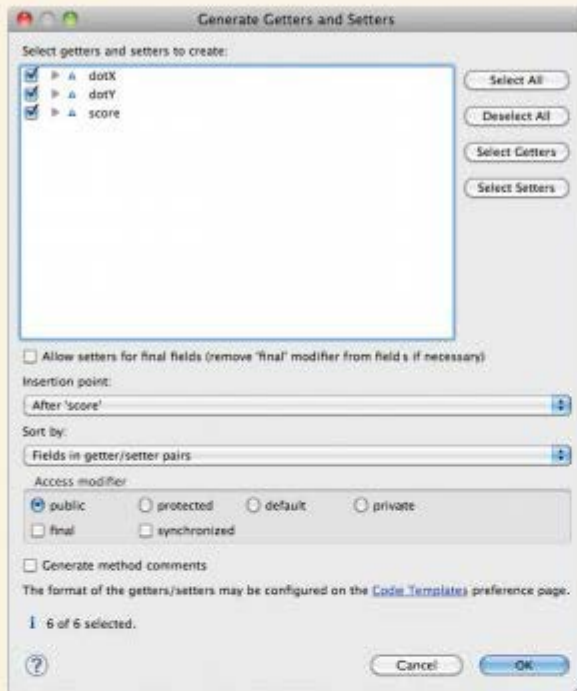 Generate Getters and Setters
Select getters and setters to create:
dotX
dotY
score
Select All
Deselect All
Select Getters
Select Setters
Allow setters for final fields (remove 'final' modifier from fields if necessary)
Insertion point:
After 'score'
Sort by:
Fields in getter/setter pairs
Access modifier
public protected default private
final synchronized
Generate method comments
The format of the getters/setters may be configured on the Code Templates preference page.
i 6 of 6 selected.
? Cancel OK